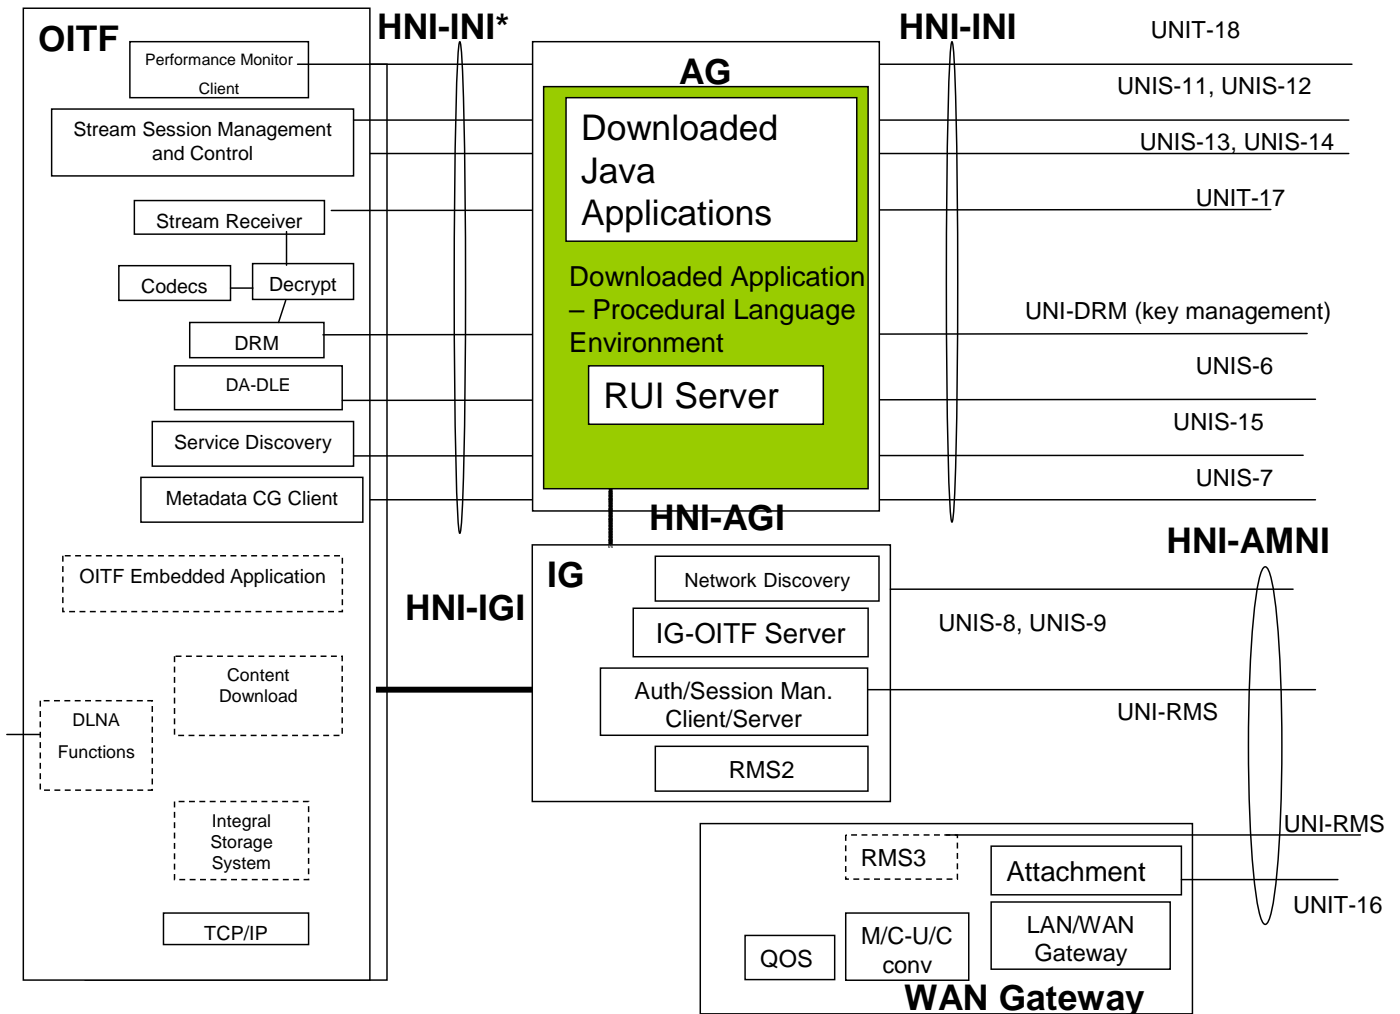 OITF
HNI-INI*
HNI-INI
UNIT-18
Performance Monitor
Client
AG
UNIS-11, UNIS-12
Stream Session Management
and Control
Downloaded
Java
Applications
UNIS-13, UNIS-14
Stream Receiver
UNIT-17
Codecs
Decrypt
Downloaded Application
– Procedural Language
Environment
UNI-DRM (key management)
DRM
DA-DLE
RUI Server
UNIS-6
Service Discovery
UNIS-15
Metadata CG Client
UNIS-7
HNI-AGI
HNI-AMNI
OITF Embedded Application
HNI-IGI
IG
Network Discovery
IG-OITF Server
UNIS-8, UNIS-9
Content
Download
Auth/Session Man.
Client/Server
UNI-RMS
DLNA
Functions
RMS2
Integral
Storage
System
UNI-RMS
RMS3
Attachment
UNIT-16
TCP/IP
QOS
M/C-U/C
conv
LAN/WAN
Gateway
WAN Gateway